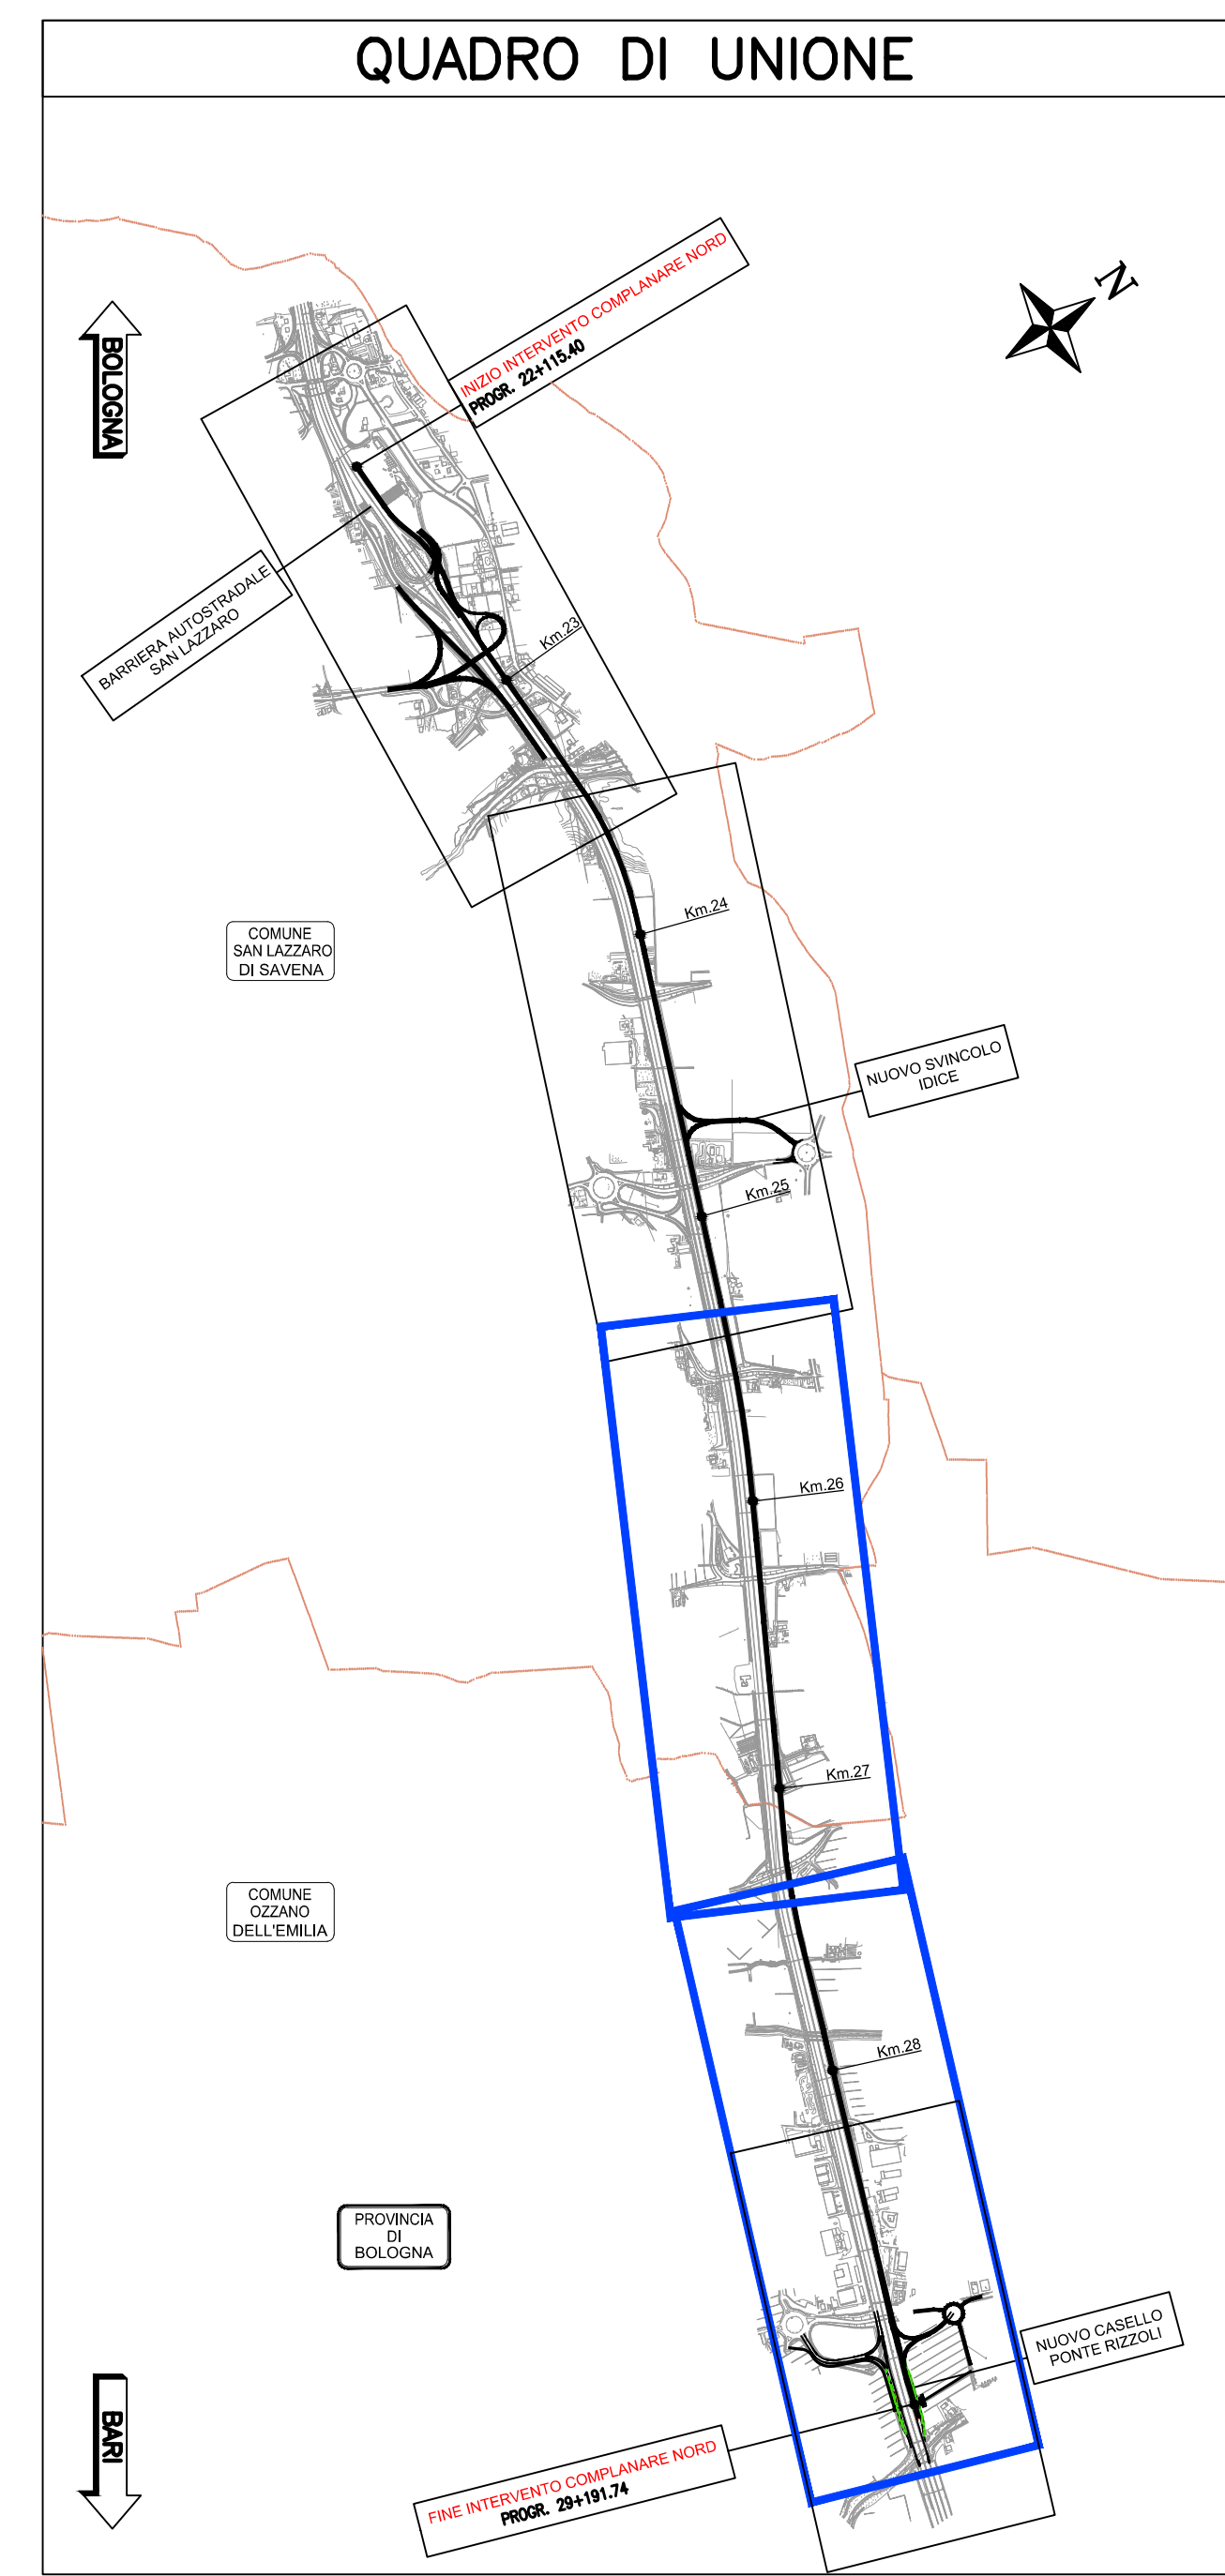 QUADRO DI UNIONE
INIZIO INTERVENTO COMPLANARE NORD
PROGR. 22+115.40
N
BOLOGNA
BARRIERA AUTOSTRADALE
SAN LAZZARO
Km.23
Km.24
COMUNE
SAN LAZZARO
DI SAVENA
NUOVO SVINCOLO
IDICE
Km.25
Km.26
Km.27
COMUNE
OZZANO
DELL'EMILIA
Km.28
PROVINCIA
DI
BOLOGNA
NUOVO CASELLO
PONTE RIZZOLI
BARI
FINE INTERVENTO COMPLANARE NORD
PROGR. 29+191.74